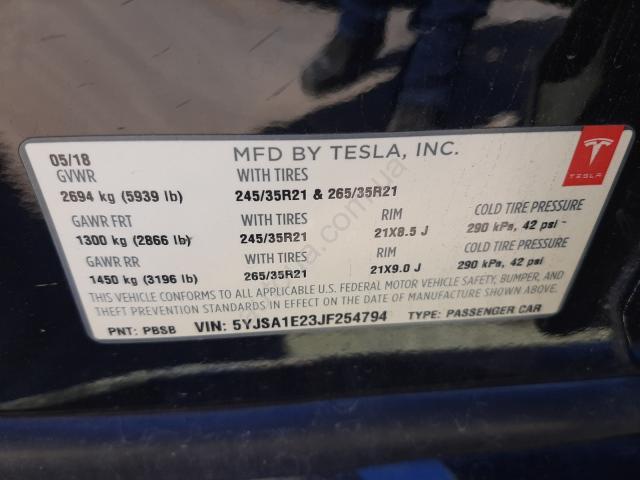 05/18 MFD BY TESLA, INC.
GVWR WITH TIRES
2694 kg (5939 lb) 245/35R21 & 265/35R21
GAWR FRT WITH TIRES RIM COLD TIRE PRESSURE
1300 kg (2866 lb) 245/35R21 21X8.5 J 290 kPa, 42 psi
GAWR RR WITH TIRES RIM COLD TIRE PRESSURE
1450 kg (3196 lb) 265/35R21 21X9.0 J 290 kPa, 42 psi
THIS VEHICLE CONFORMS TO ALL APPLICABLE U.S. FEDERAL MOTOR VEHICLE SAFETY, BUMPER, AND
THEFT PREVENTION STANDARDS IN EFFECT ON THE DATE OF MANUFACTURE SHOWN ABOVE.
PNT: PBSB VIN: 5YJSA1E23JF254794 TYPE: PASSENGER CAR
TESLA